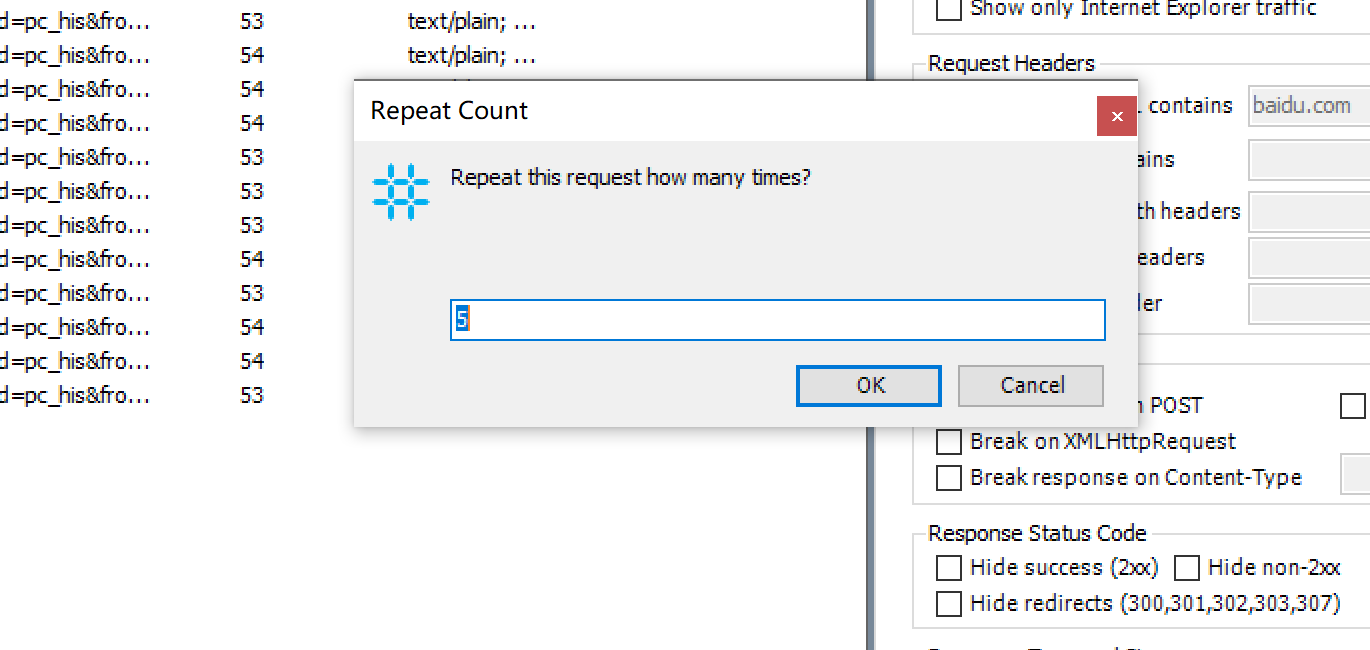 d=pc_his&fro... 53 text/plain; ...
d=pc_his&fro... 54 text/plain; ...
d=pc_his&fro... 54
d=pc_his&fro... 54
d=pc_his&fro... 53
d=pc_his&fro... 53
d=pc_his&fro... 53
d=pc_his&fro... 54
d=pc_his&fro... 53
d=pc_his&fro... 54
d=pc_his&fro... 54
d=pc_his&fro... 53
Repeat Count
Repeat this request how many times?
5
OK Cancel
Show only Internet Explorer traffic
Request Headers
contains baidu.com
ains
th headers
eaders
er
POST
Break on XMLHttpRequest
Break response on Content-Type
Response Status Code
Hide success (2xx) Hide non-2xx
Hide redirects (300,301,302,303,307)